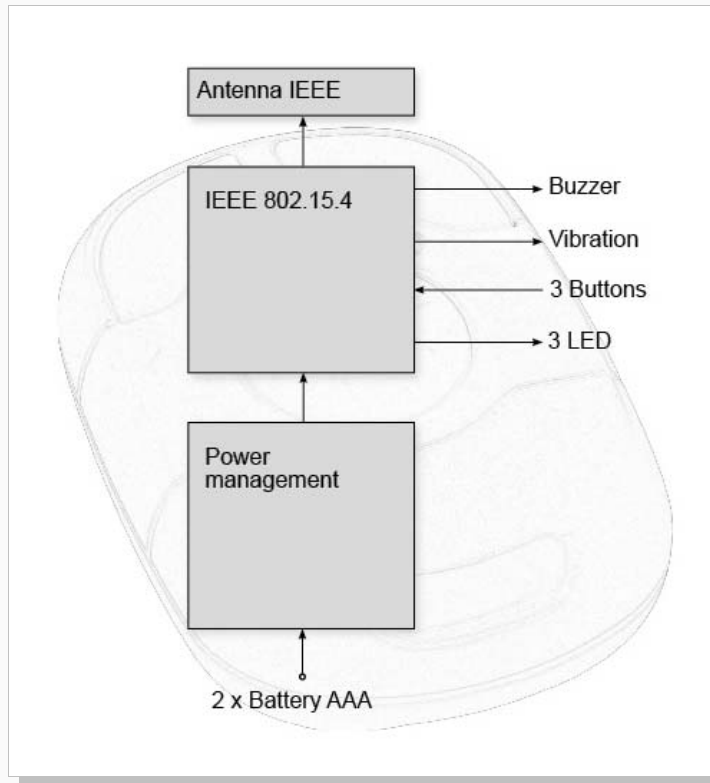 Antenna IEEE
IEEE 802.15.4
Buzzer
Vibration
3 Buttons
3 LED
Power
management
2 x Battery AAA